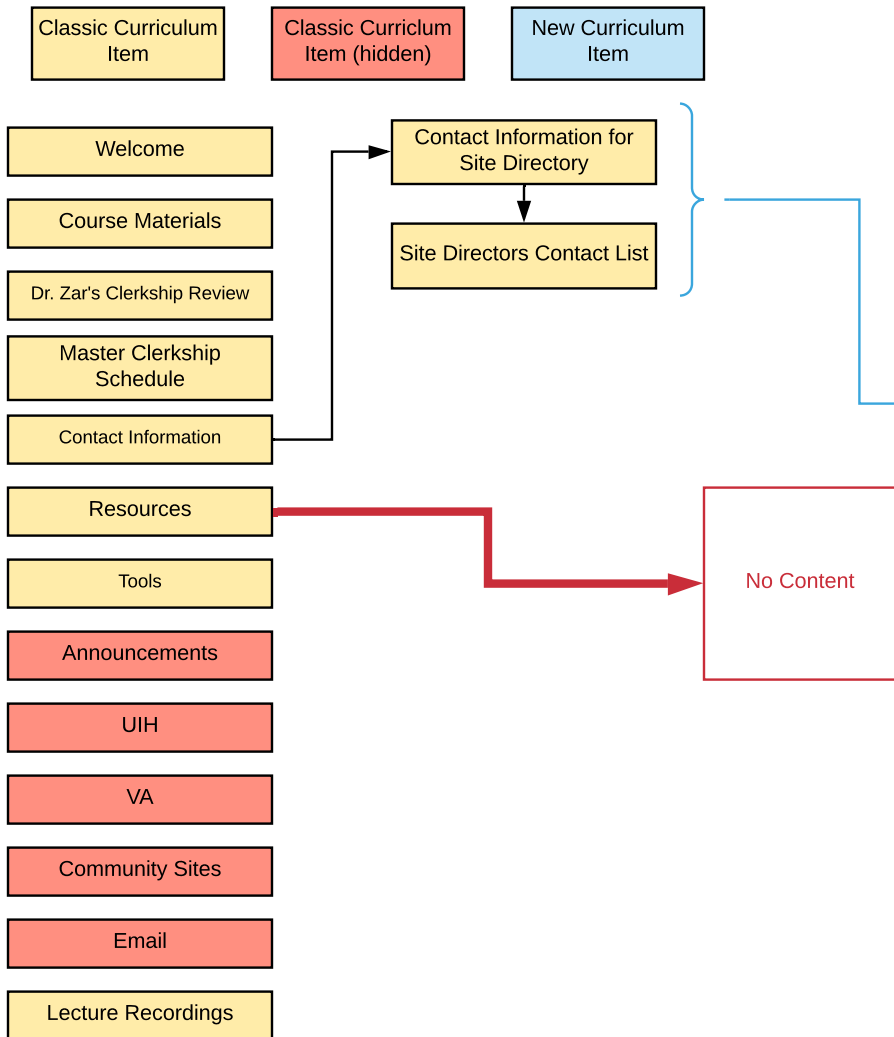 Classic Curriculum
Item
Classic Curriclum
Item (hidden)
New Curriculum
Item
Welcome
Course Materials
Dr. Zar's Clerkship Review
Master Clerkship
Schedule
Contact Information
Resources
Tools
Announcements
UIH
VA
Community Sites
Email
Lecture Recordings
Contact Information for
Site Directory
Site Directors Contact List
No Content